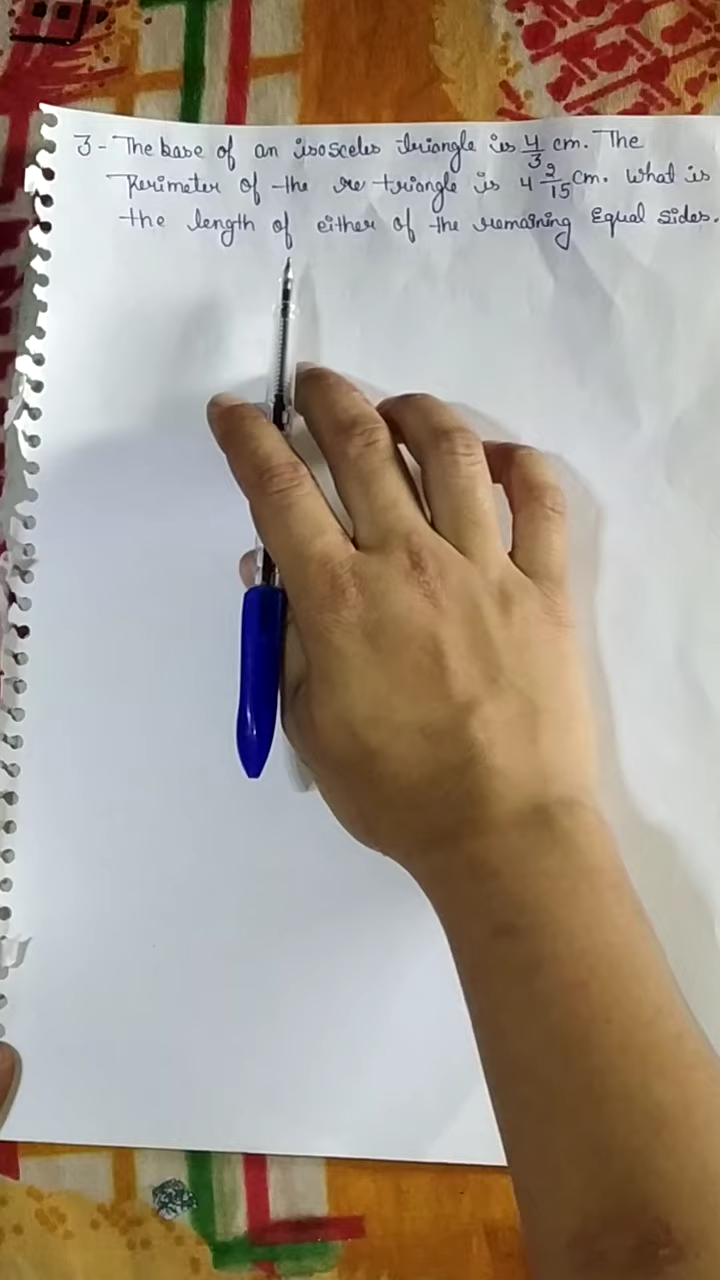 3- The base of an isosceles triangle is 4/3 cm. The
Perimeter of the re triangle is 4 2/15 cm. What is
the length of either of the remaining Equal sides.